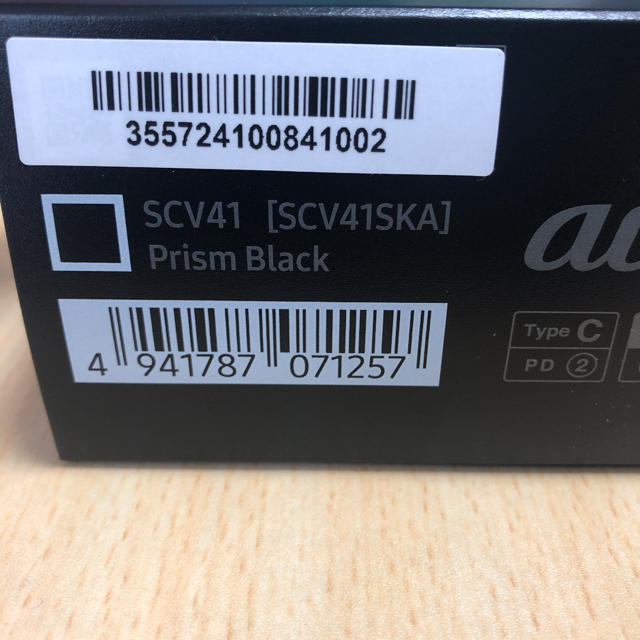 355724100841002
SCV41 [SCV41SKA]
Prism Black
au
4 941787 071257
Type C
PD 2